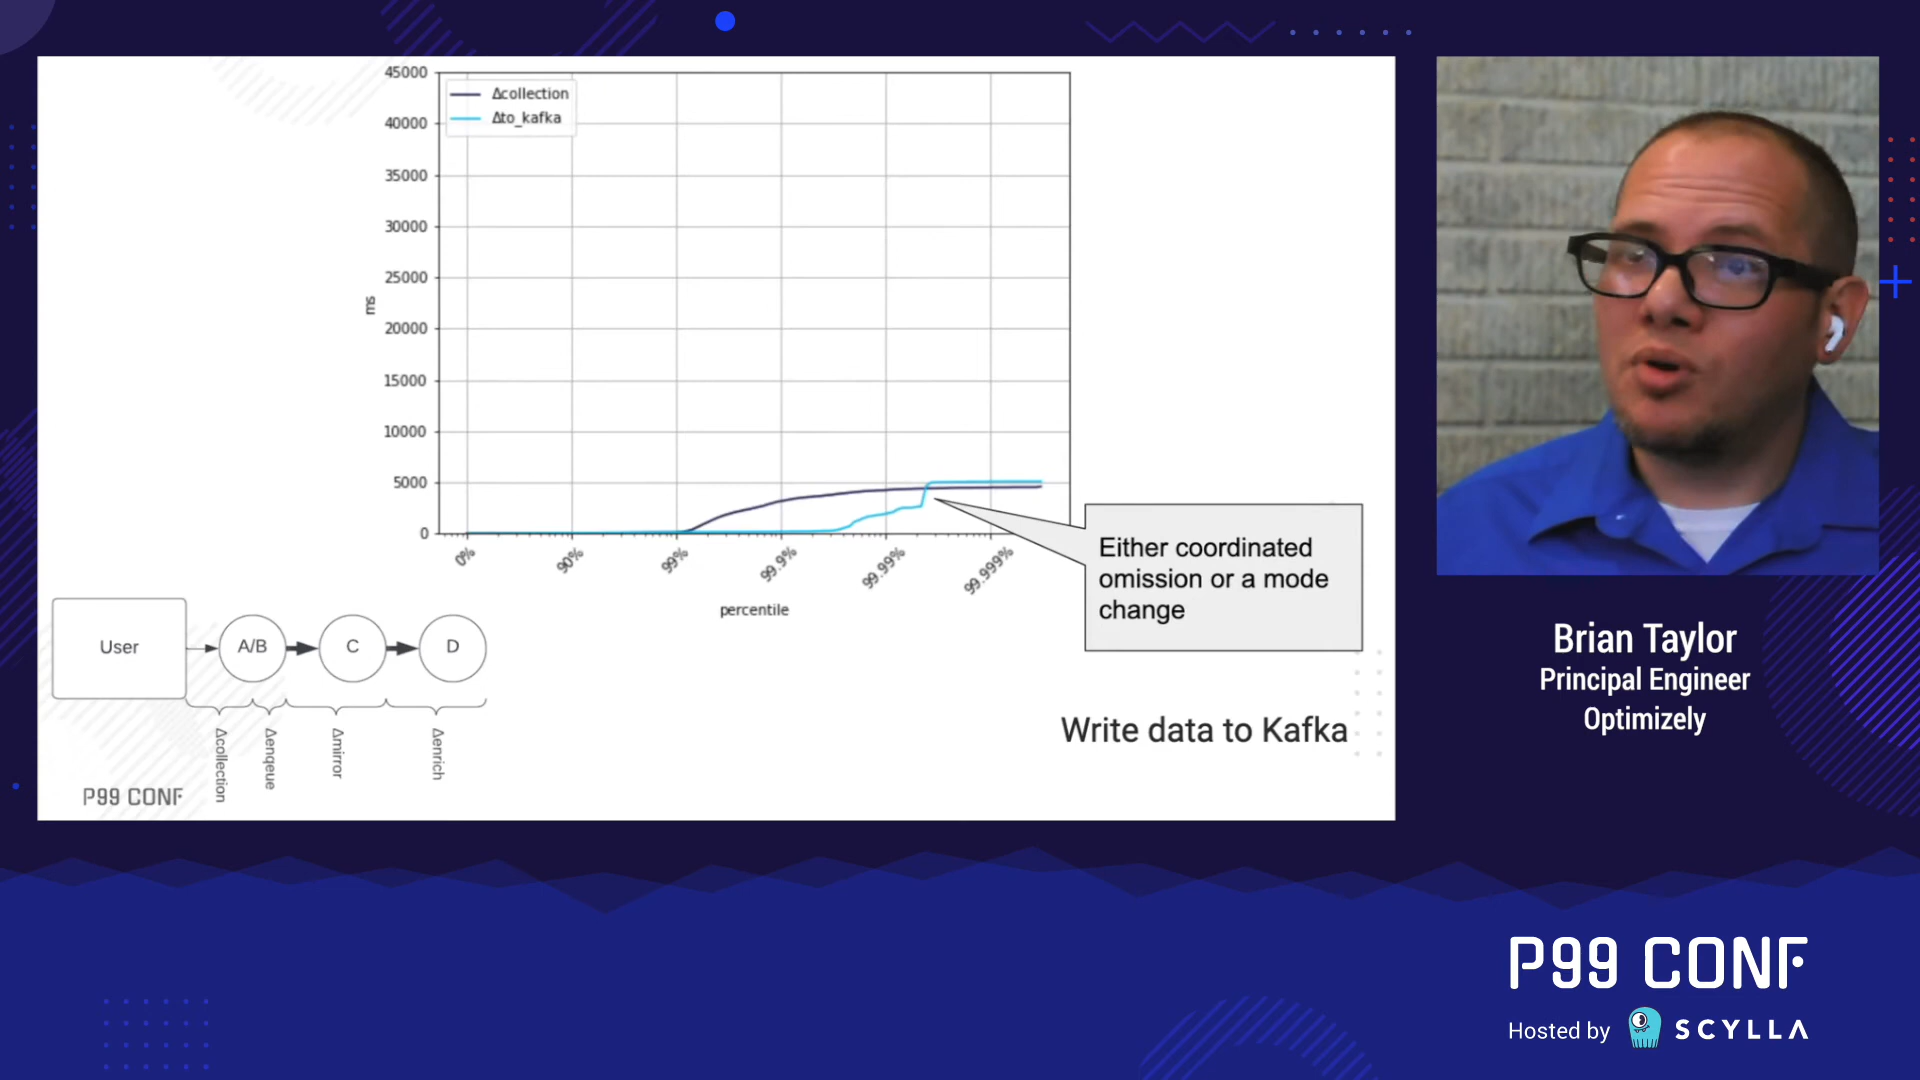 45000
40000
35000
30000
25000
20000
15000
10000
5000
0
ms
Δcollection
Δto_kafka
0%
90%
99%
99.9%
99.99%
99.999%
percentile
Either coordinated
omission or a mode
change
User
A/B
C
D
Δcollection
Δenqeue
Δmirror
Δenrich
Write data to Kafka
P99 CONF
Brian Taylor
Principal Engineer
Optimizely
P99 CONF
Hosted by SCYLLA